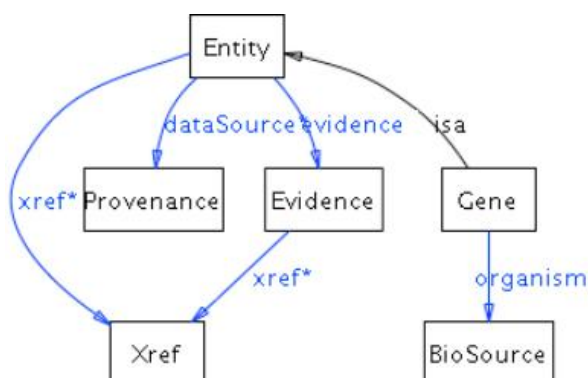 Entity
dataSource* evidence isa
xref* Provenance Evidence Gene
xref* organism
Xref BioSource